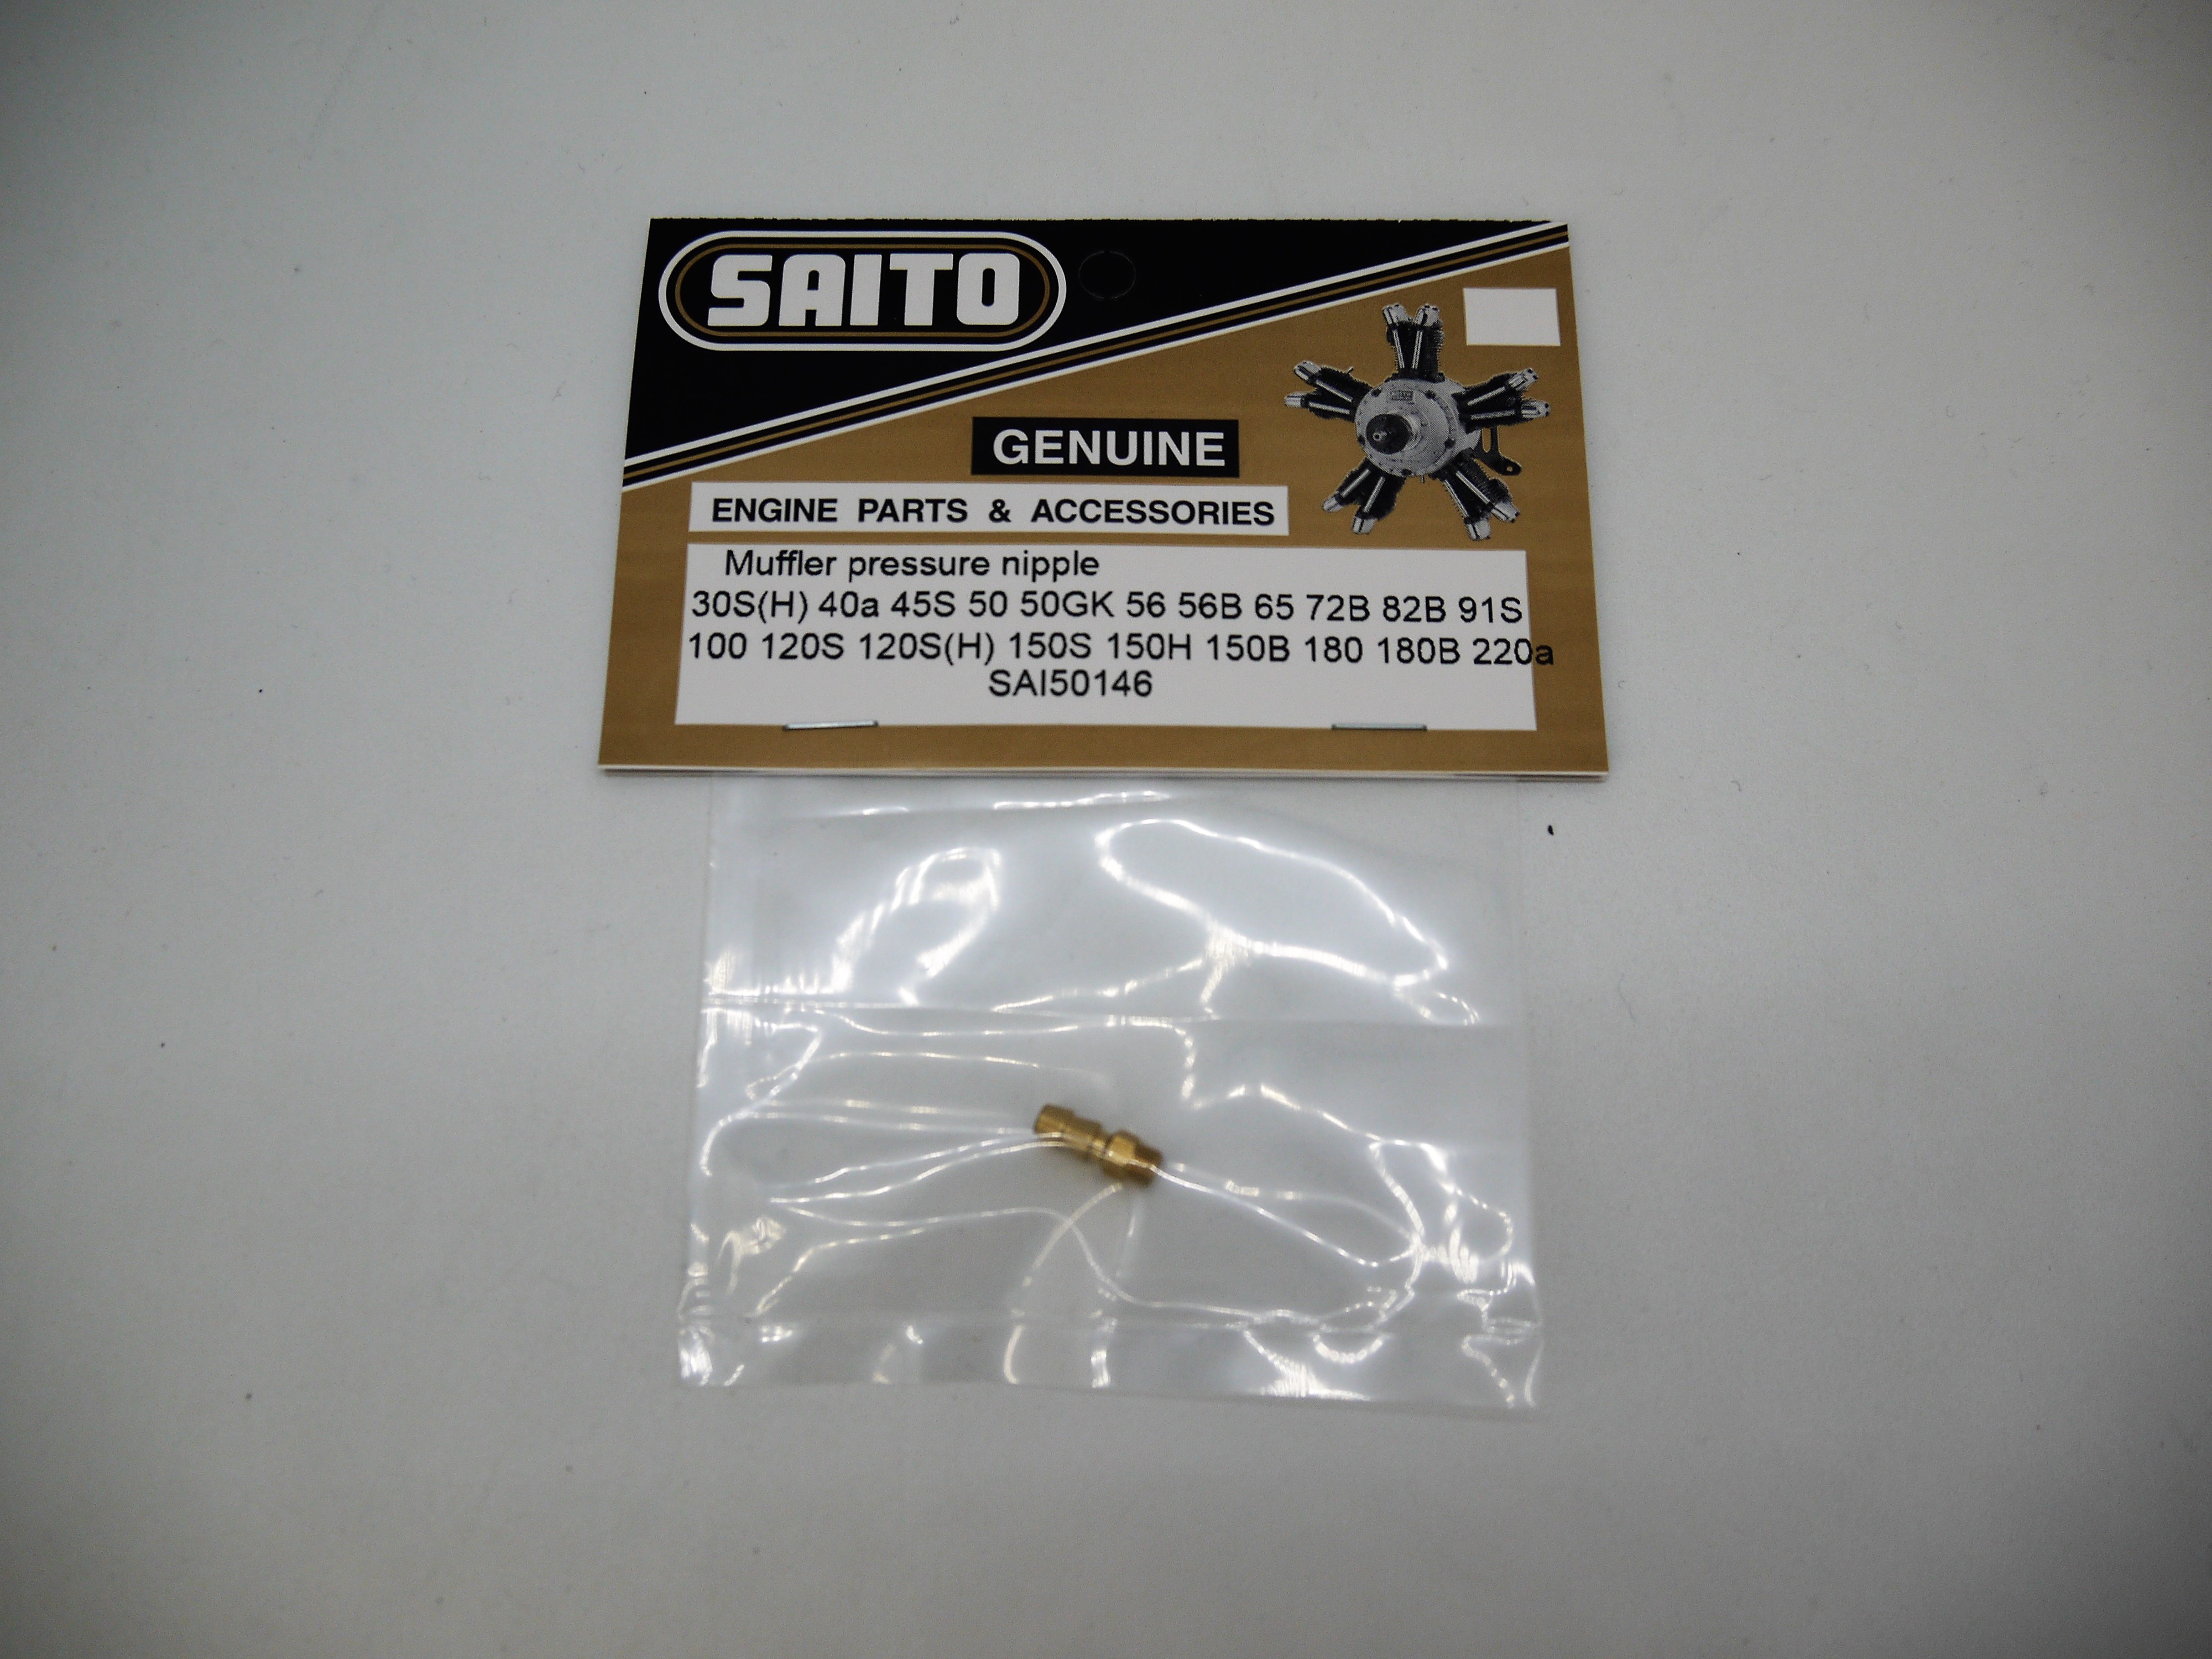 SAITO
GENUINE
ENGINE PARTS & ACCESSORIES
Muffler pressure nipple
30S(H) 40a 45S 50 50GK 56 56B 65 72B 82B 91S
100 120S 120S(H) 150S 150H 150B 180 180B 220a
SAI50146